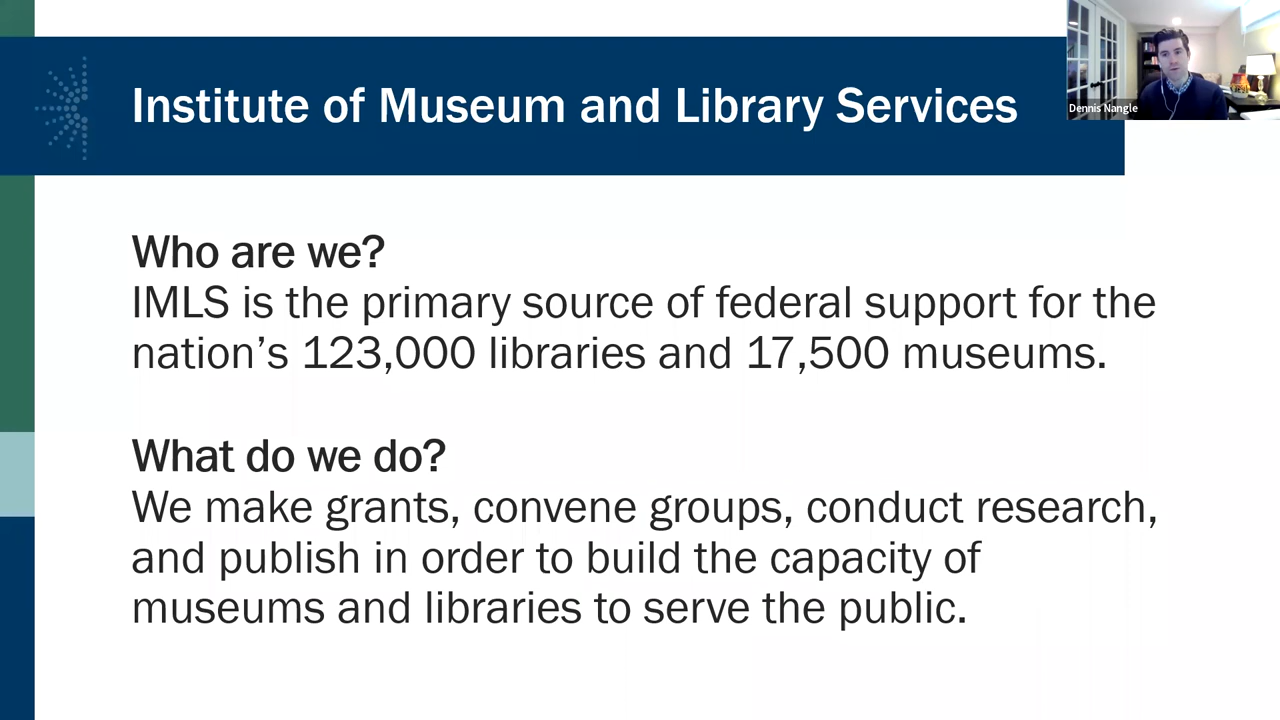 Institute of Museum and Library Services
Dennis Nangle
Who are we?
IMLS is the primary source of federal support for the
nation’s 123,000 libraries and 17,500 museums.
What do we do?
We make grants, convene groups, conduct research,
and publish in order to build the capacity of
museums and libraries to serve the public.